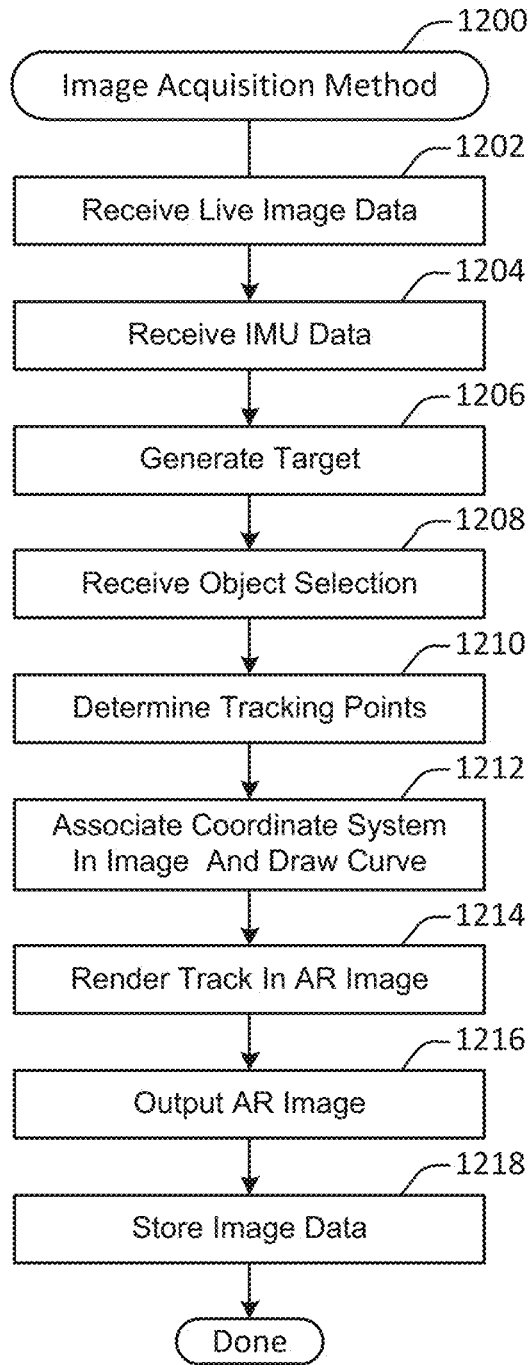 1200
Image Acquisition Method
1202
Receive Live Image Data
1204
Receive IMU Data
1206
Generate Target
1208
Receive Object Selection
1210
Determine Tracking Points
1212
Associate Coordinate System
In Image And Draw Curve
1214
Render Track In AR Image
1216
Output AR Image
1218
Store Image Data
Done